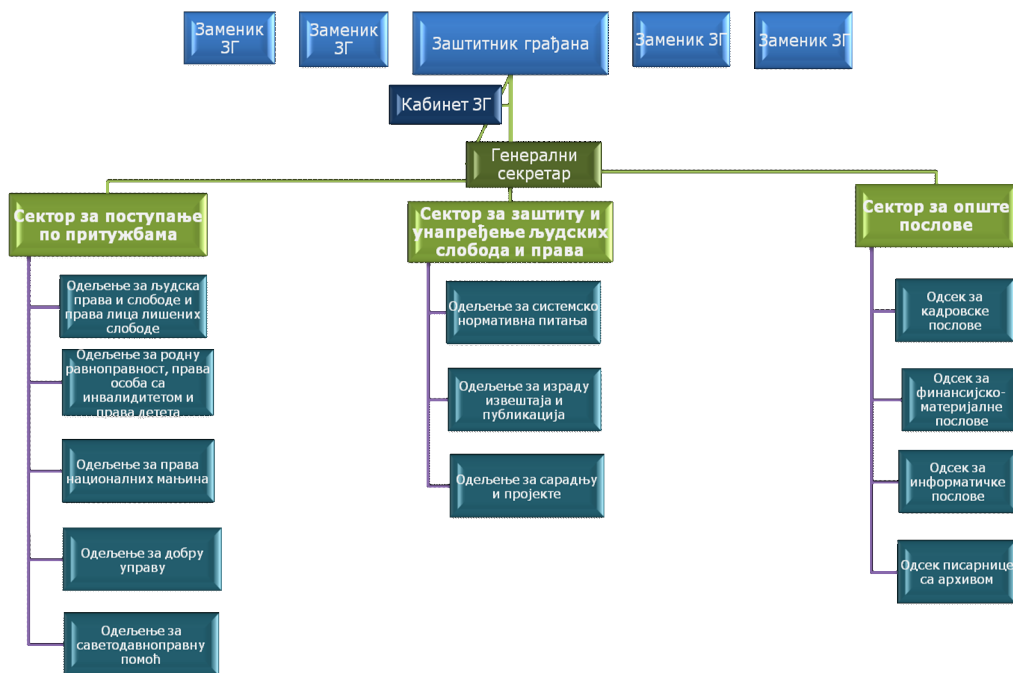 Заменик
ЗГ
Заменик
ЗГ
Заштитник грађана
Заменик ЗГ
Заменик ЗГ
Кабинет ЗГ
Генерални
секретар
Сектор за поступање
по притужбама
Одељење за људска
права и слободе и
права лица лишених
слободе
Одељење за родну
равноправност, права
особа са
инвалидитетом и
права детета
Одељење за права
националних мањина
Одељење за добру
управу
Одељење за
саветодавноправну
помоћ
Сектор за заштиту и
унапређење људских
слобода и права
Одељење за системско
нормативна питања
Одељење за израду
извештаја и
публикација
Одељење за сарадњу
и пројекте
Сектор за опште
послове
Одсек за
кадровске
послове
Одсек за
финансијско-
материјалне
послове
Одсек за
информатичке
послове
Одсек писарнице
са архивом